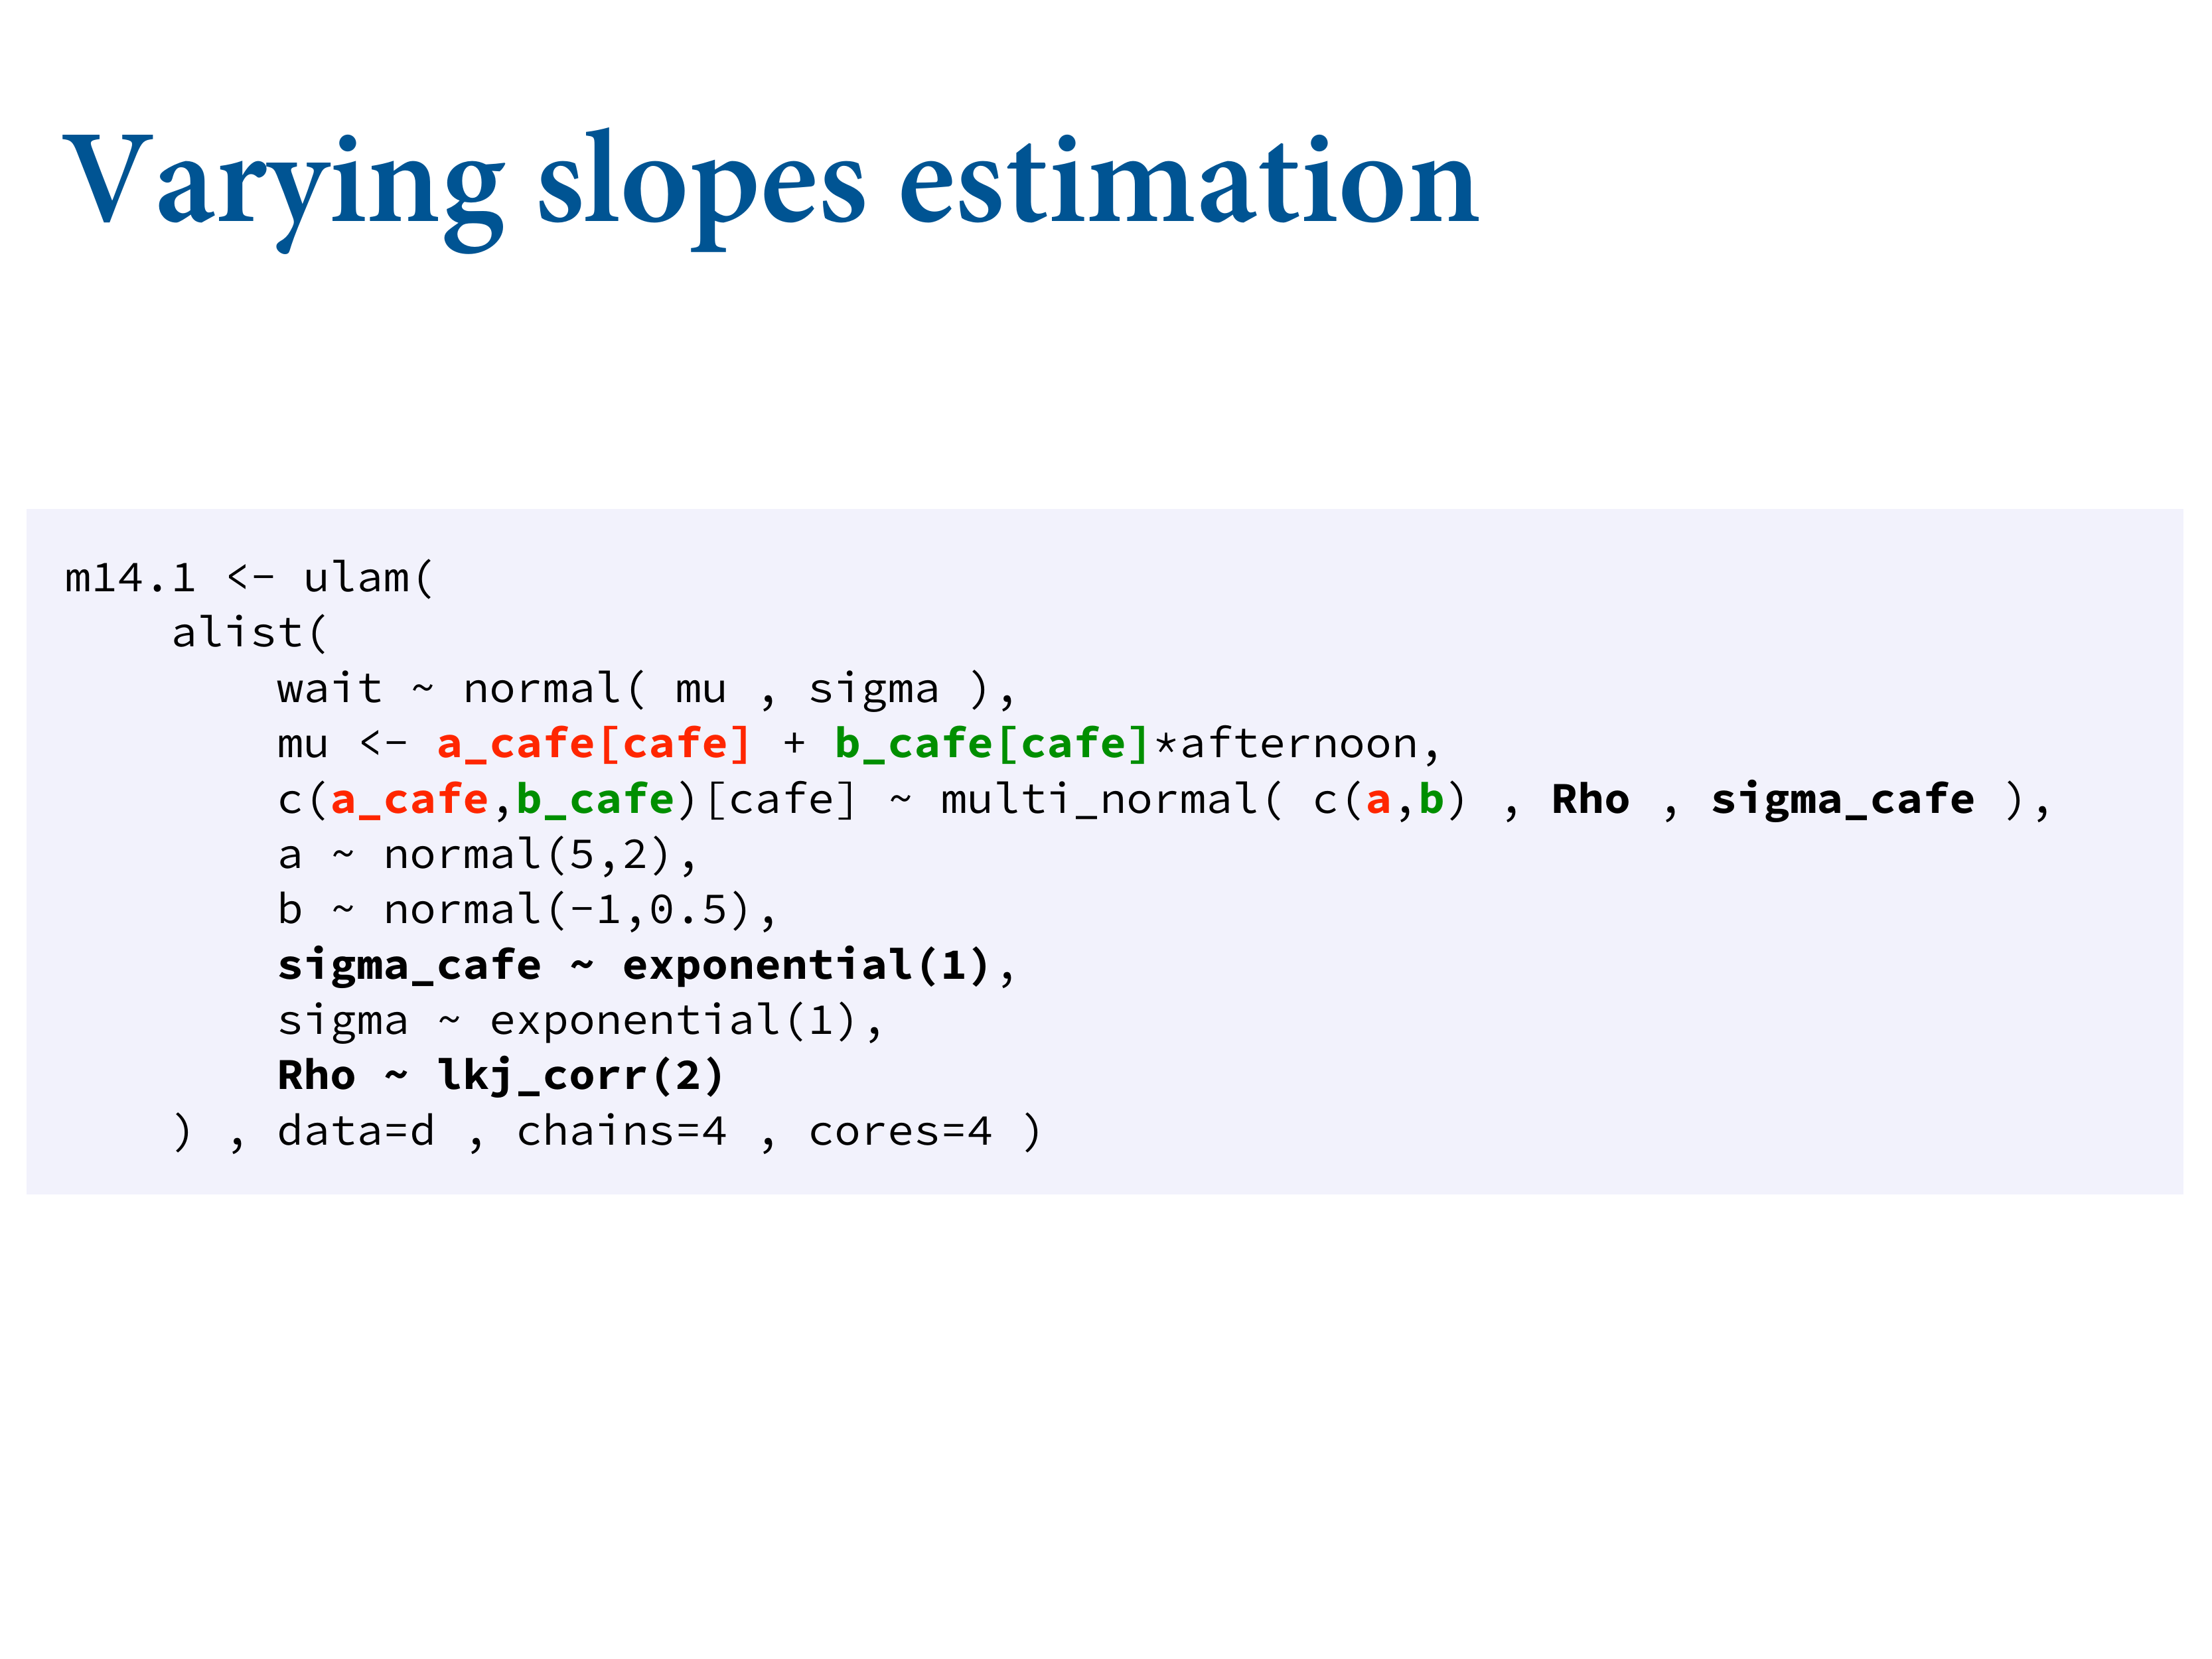 Varying slopes estimation
m14.1 <- ulam(
    alist(
        wait ~ normal( mu , sigma ),
        mu <- a_cafe[cafe] + b_cafe[cafe]*afternoon,
        c(a_cafe,b_cafe)[cafe] ~ multi_normal( c(a,b) , Rho , sigma_cafe ),
        a ~ normal(5,2),
        b ~ normal(-1,0.5),
        sigma_cafe ~ exponential(1),
        sigma ~ exponential(1),
        Rho ~ lkj_corr(2)
    ) , data=d , chains=4 , cores=4 )